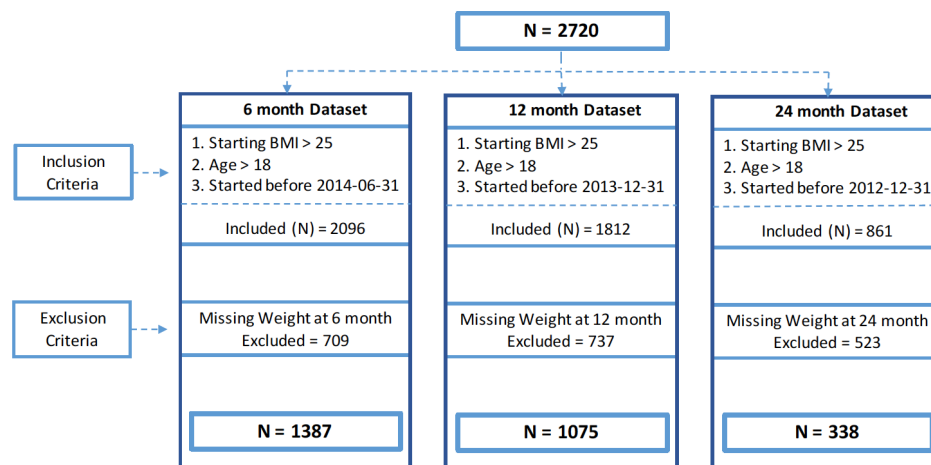 N = 2720
6 month Dataset
1. Starting BMI > 25
2. Age > 18
3. Started before 2014-06-31
Included (N) = 2096
Missing Weight at 6 month
Excluded = 709
N = 1387
12 month Dataset
1. Starting BMI > 25
2. Age > 18
3. Started before 2013-12-31
Included (N) = 1812
Missing Weight at 12 month
Excluded = 737
N = 1075
24 month Dataset
1. Starting BMI > 25
2. Age > 18
3. Started before 2012-12-31
Included (N) = 861
Missing Weight at 24 month
Excluded = 523
N = 338
Inclusion
Criteria
Exclusion
Criteria